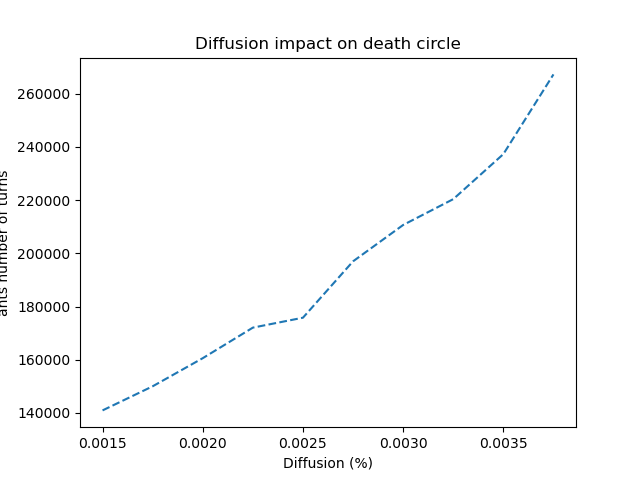 Diffusion impact on death circle
260000
240000
220000
200000
180000
160000
140000
ants number of turns
0.0015 0.0020 0.0025 0.0030 0.0035
Diffusion (%)